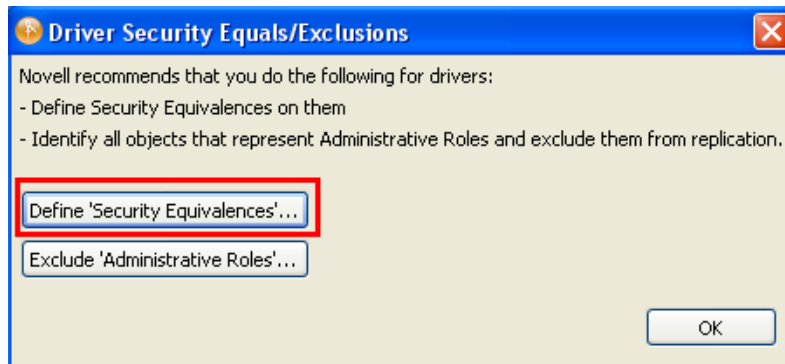 Driver Security Equals/Exclusions
Novell recommends that you do the following for drivers:
- Define Security Equivalences on them
- Identify all objects that represent Administrative Roles and exclude them from replication.
Define 'Security Equivalences'...
Exclude 'Administrative Roles'...
OK